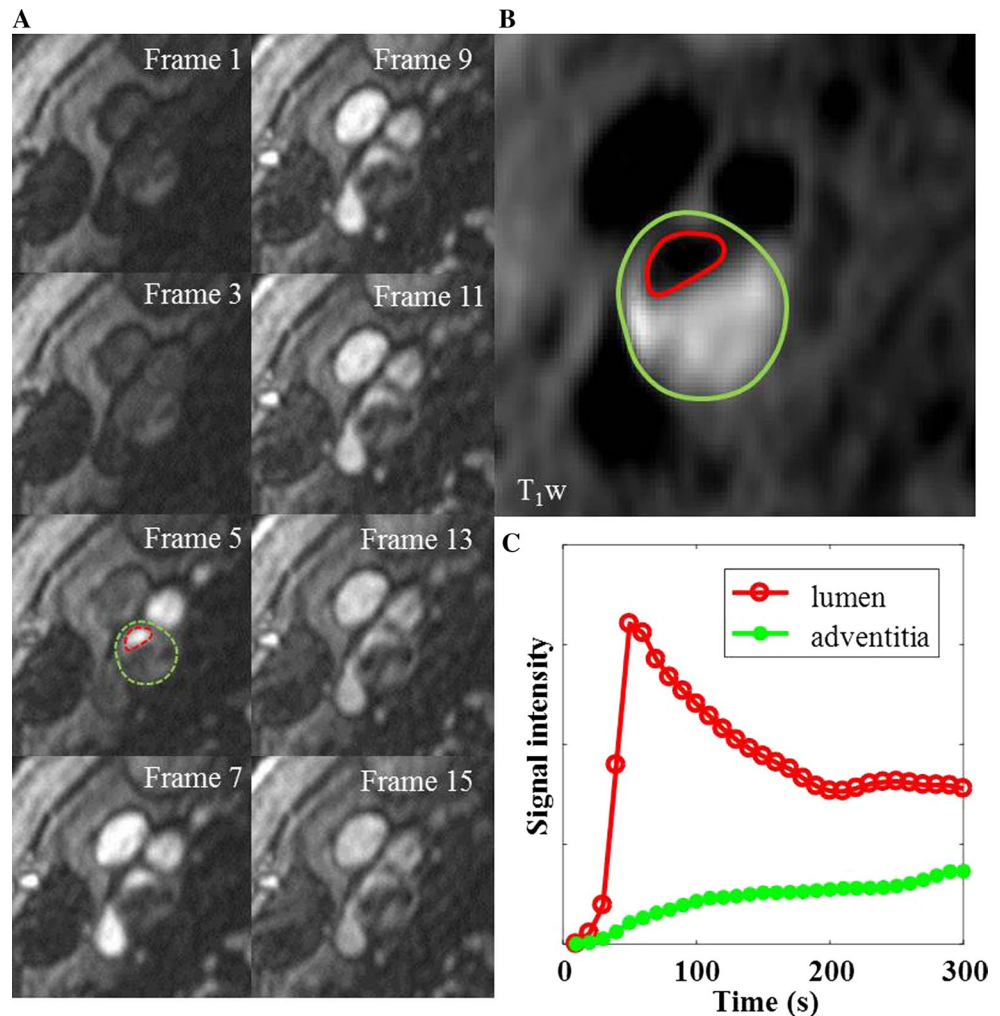 A
B
Frame 1
Frame 9
Frame 3
Frame 11
Frame 5
Frame 13
Frame 7
Frame 15
T₁w
C
Signal intensity
lumen
adventitia
0
100
200
300
Time (s)